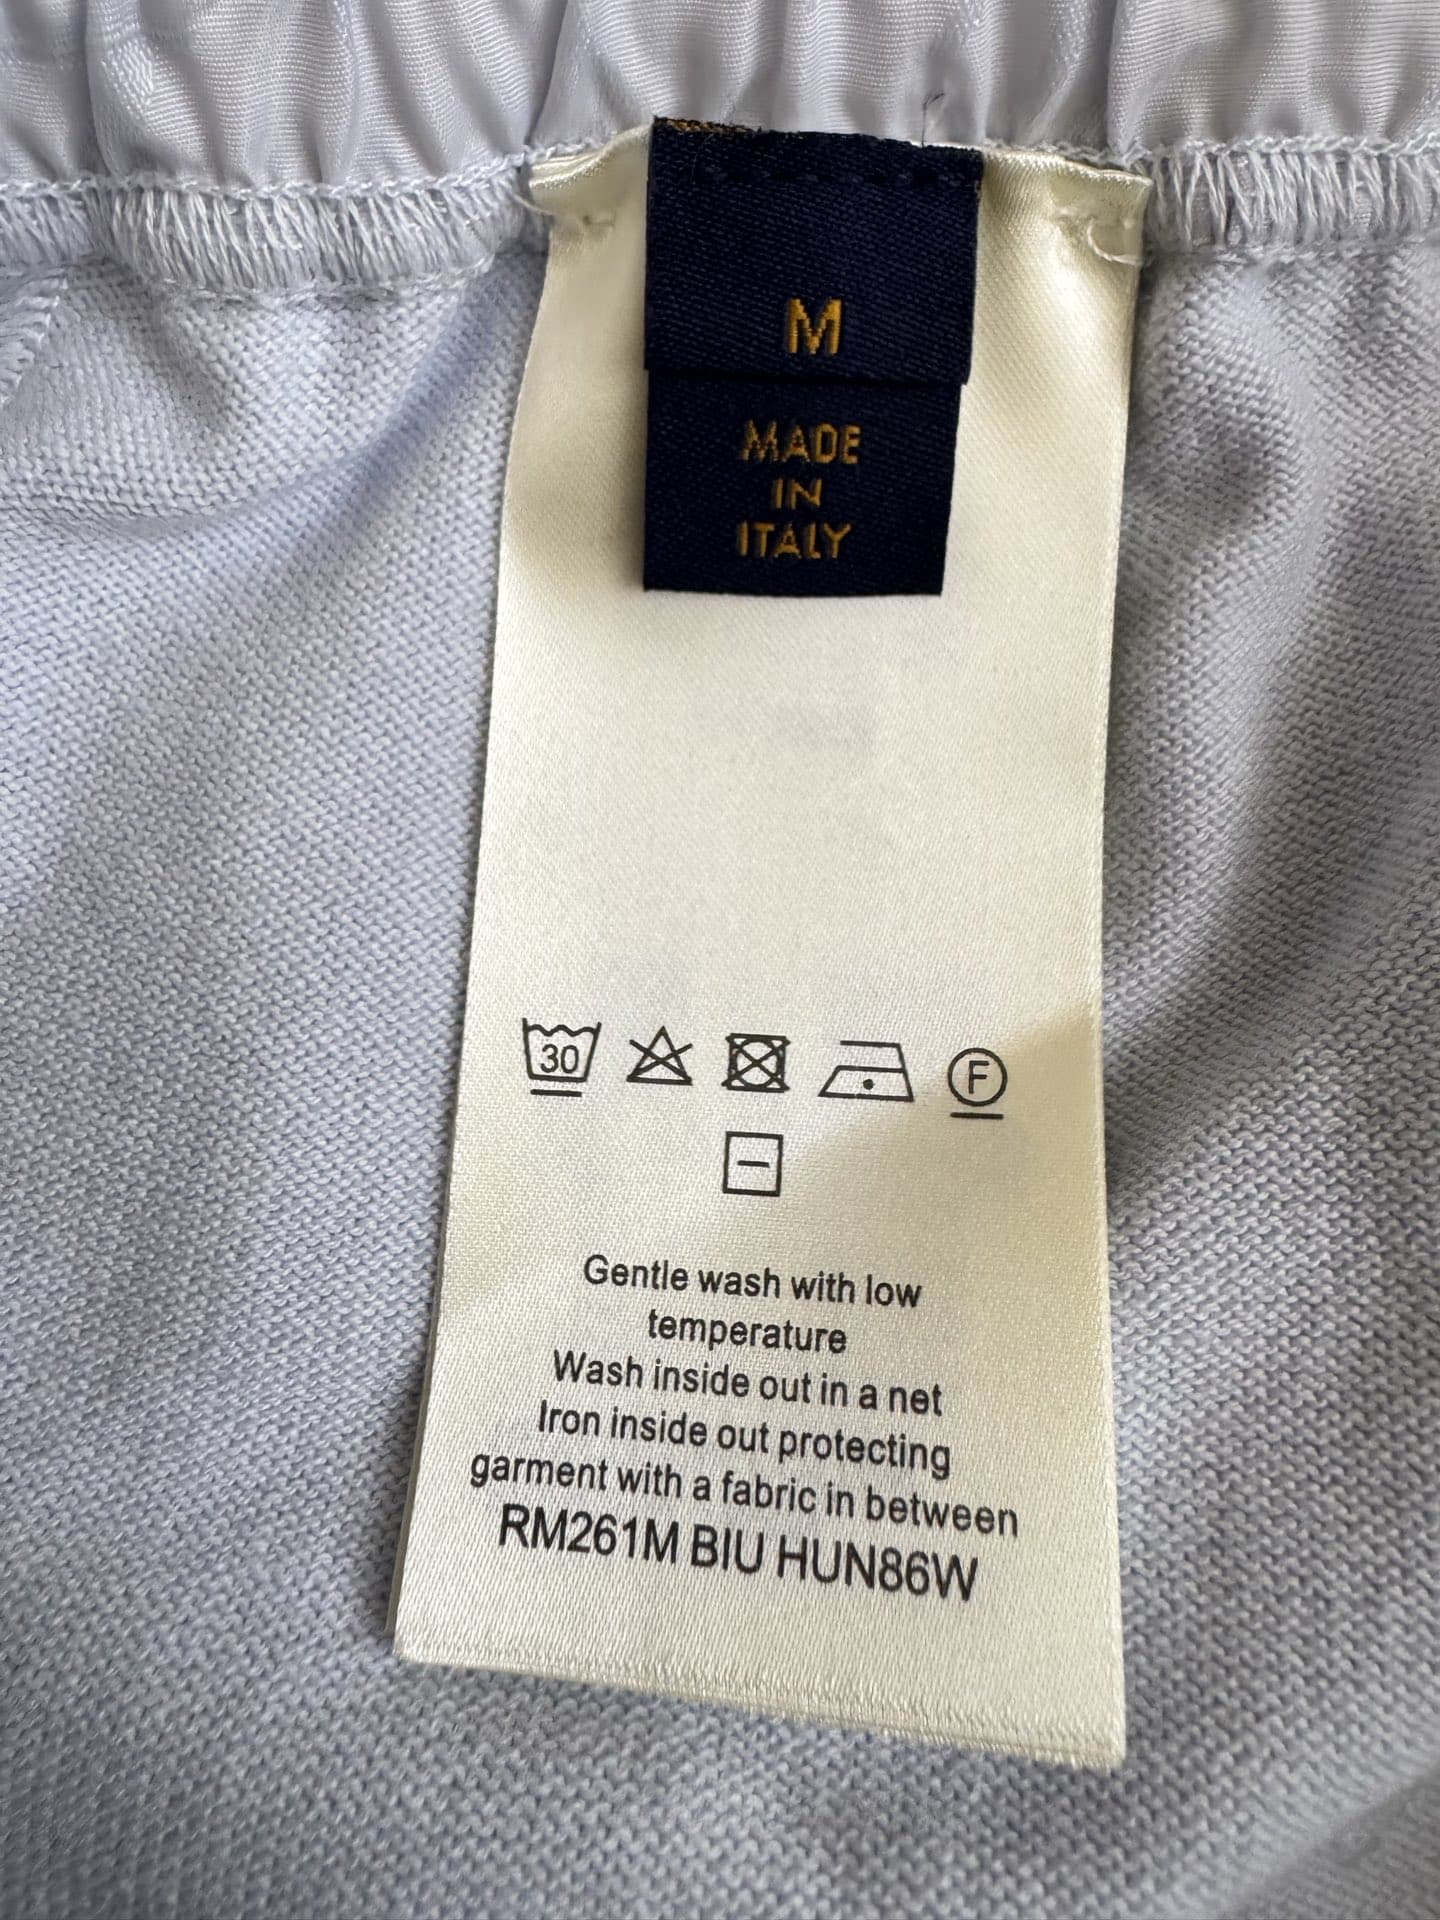 M
MADE
IN
ITALY
30
F
Gentle wash with low
temperature
Wash inside out in a net
Iron inside out protecting
garment with a fabric in between
RM261M BIU HUN86W